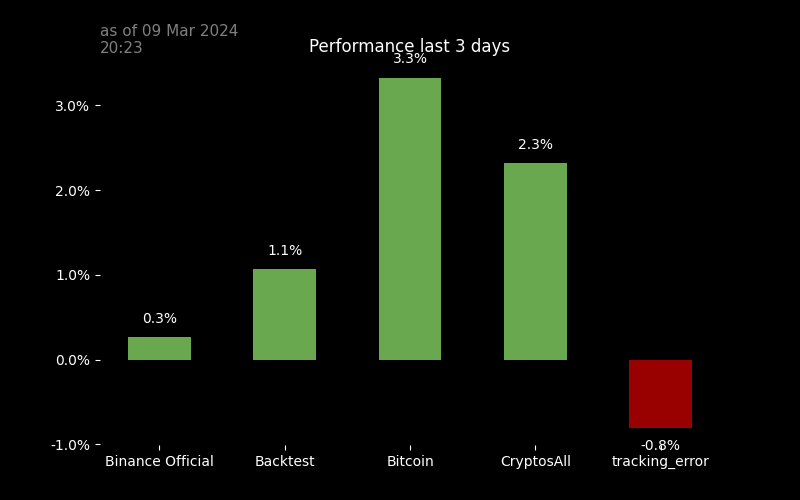 as of 09 Mar 2024
20:23
Performance last 3 days
3.3%
3.0%
2.3%
2.0%
1.1%
1.0%
0.3%
0.0%
-1.0%
-0.8%
Binance Official
Backtest
Bitcoin
CryptosAll
tracking_error